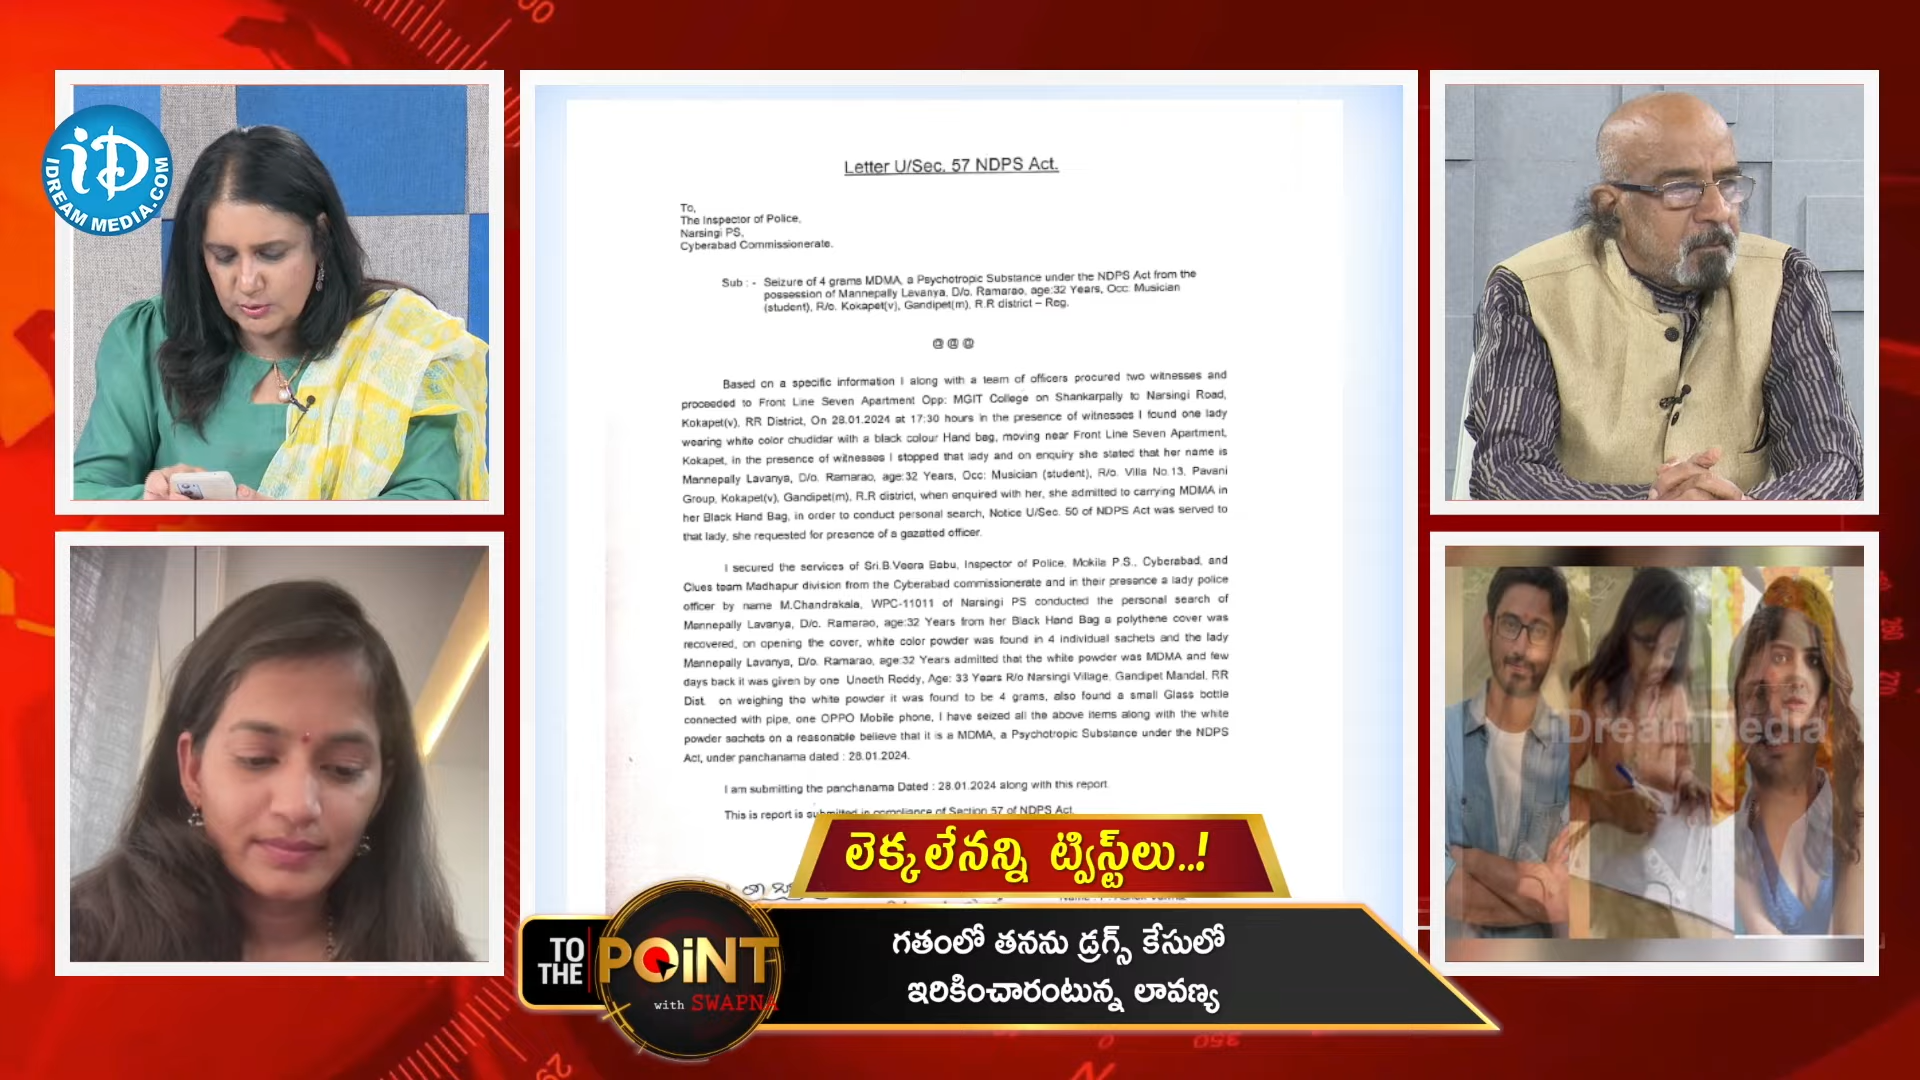 iD
IDREAM MEDIA.COM
Letter U/Sec. 57 NDPS Act.
To,
The Inspector of Police,
Narsingi PS,
Cyberabad Commissionerate.
Sub : - Seizure of 4 grams MDMA, a Psychotropic Substance under the NDPS Act from the
possession of Mannepally Lavanya, D/o. Ramarao, age:32 Years, Occ: Musician
(student), R/o. Kokapet(v), Gandipet(m), R.R district – Reg.
@@@
Based on a specific information I along with a team of officers procured two witnesses and
proceeded to Front Line Seven Apartment Opp: MGIT College on Shankarpally to Narsingi Road,
Kokapet(v), RR District, On 28.01.2024 at 17:30 hours in the presence of witnesses I found one lady
wearing white color chudidar with a black colour Hand bag, moving near Front Line Seven Apartment,
Kokapet, in the presence of witnesses I stopped that lady and on enquiry she stated that her name is
Mannepally Lavanya, D/o. Ramarao, age:32 Years, Occ: Musician (student), R/o. Villa No.13, Pavani
Group, Kokapet(v), Gandipet(m), R.R district, when enquired with her, she admitted to carrying MDMA in
her Black Hand Bag, in order to conduct personal search, Notice U/Sec. 50 of NDPS Act was served to
that lady, she requested for presence of a gazatted officer.
I secured the services of Sri.B.Veera Babu, Inspector of Police, Mokila P.S., Cyberabad, and
Clues team Madhapur division from the Cyberabad commissionerate and in their presence a lady police
officer by name M.Chandrakala, WPC-11011 of Narsingi PS conducted the personal search of
Mannepally Lavanya, D/o. Ramarao, age:32 Years from her Black Hand Bag a polythene cover was
recovered, on opening the cover, white color powder was found in 4 individual sachets and the lady
Mannepally Lavanya, D/o. Ramarao, age:32 Years admitted that the white powder was MDMA and few
days back it was given by one Uneeth Reddy, Age: 33 Years R/o Narsingi Village, Gandipet Mandal, RR
Dist. on weighing the white powder it was found to be 4 grams, also found a small Glass bottle
connected with pipe, one OPPO Mobile phone, I have seized all the above items along with the white
powder sachets on a reasonable believe that it is a MDMA, a Psychotropic Substance under the NDPS
Act, under panchanama dated : 28.01.2024.
I am submitting the panchanama Dated : 28.01.2024 along with this report.
This is report is submitted in compliance of Section 57 of NDPS Act.
iDreamMedia
లెక్కలేనన్ని ట్విస్ట్‌లు..!
TO THE POiNT
with SWAPNA
గతంలో తనను డ్రగ్స్ కేసులో
ఇరికించారంటున్న లావణ్య